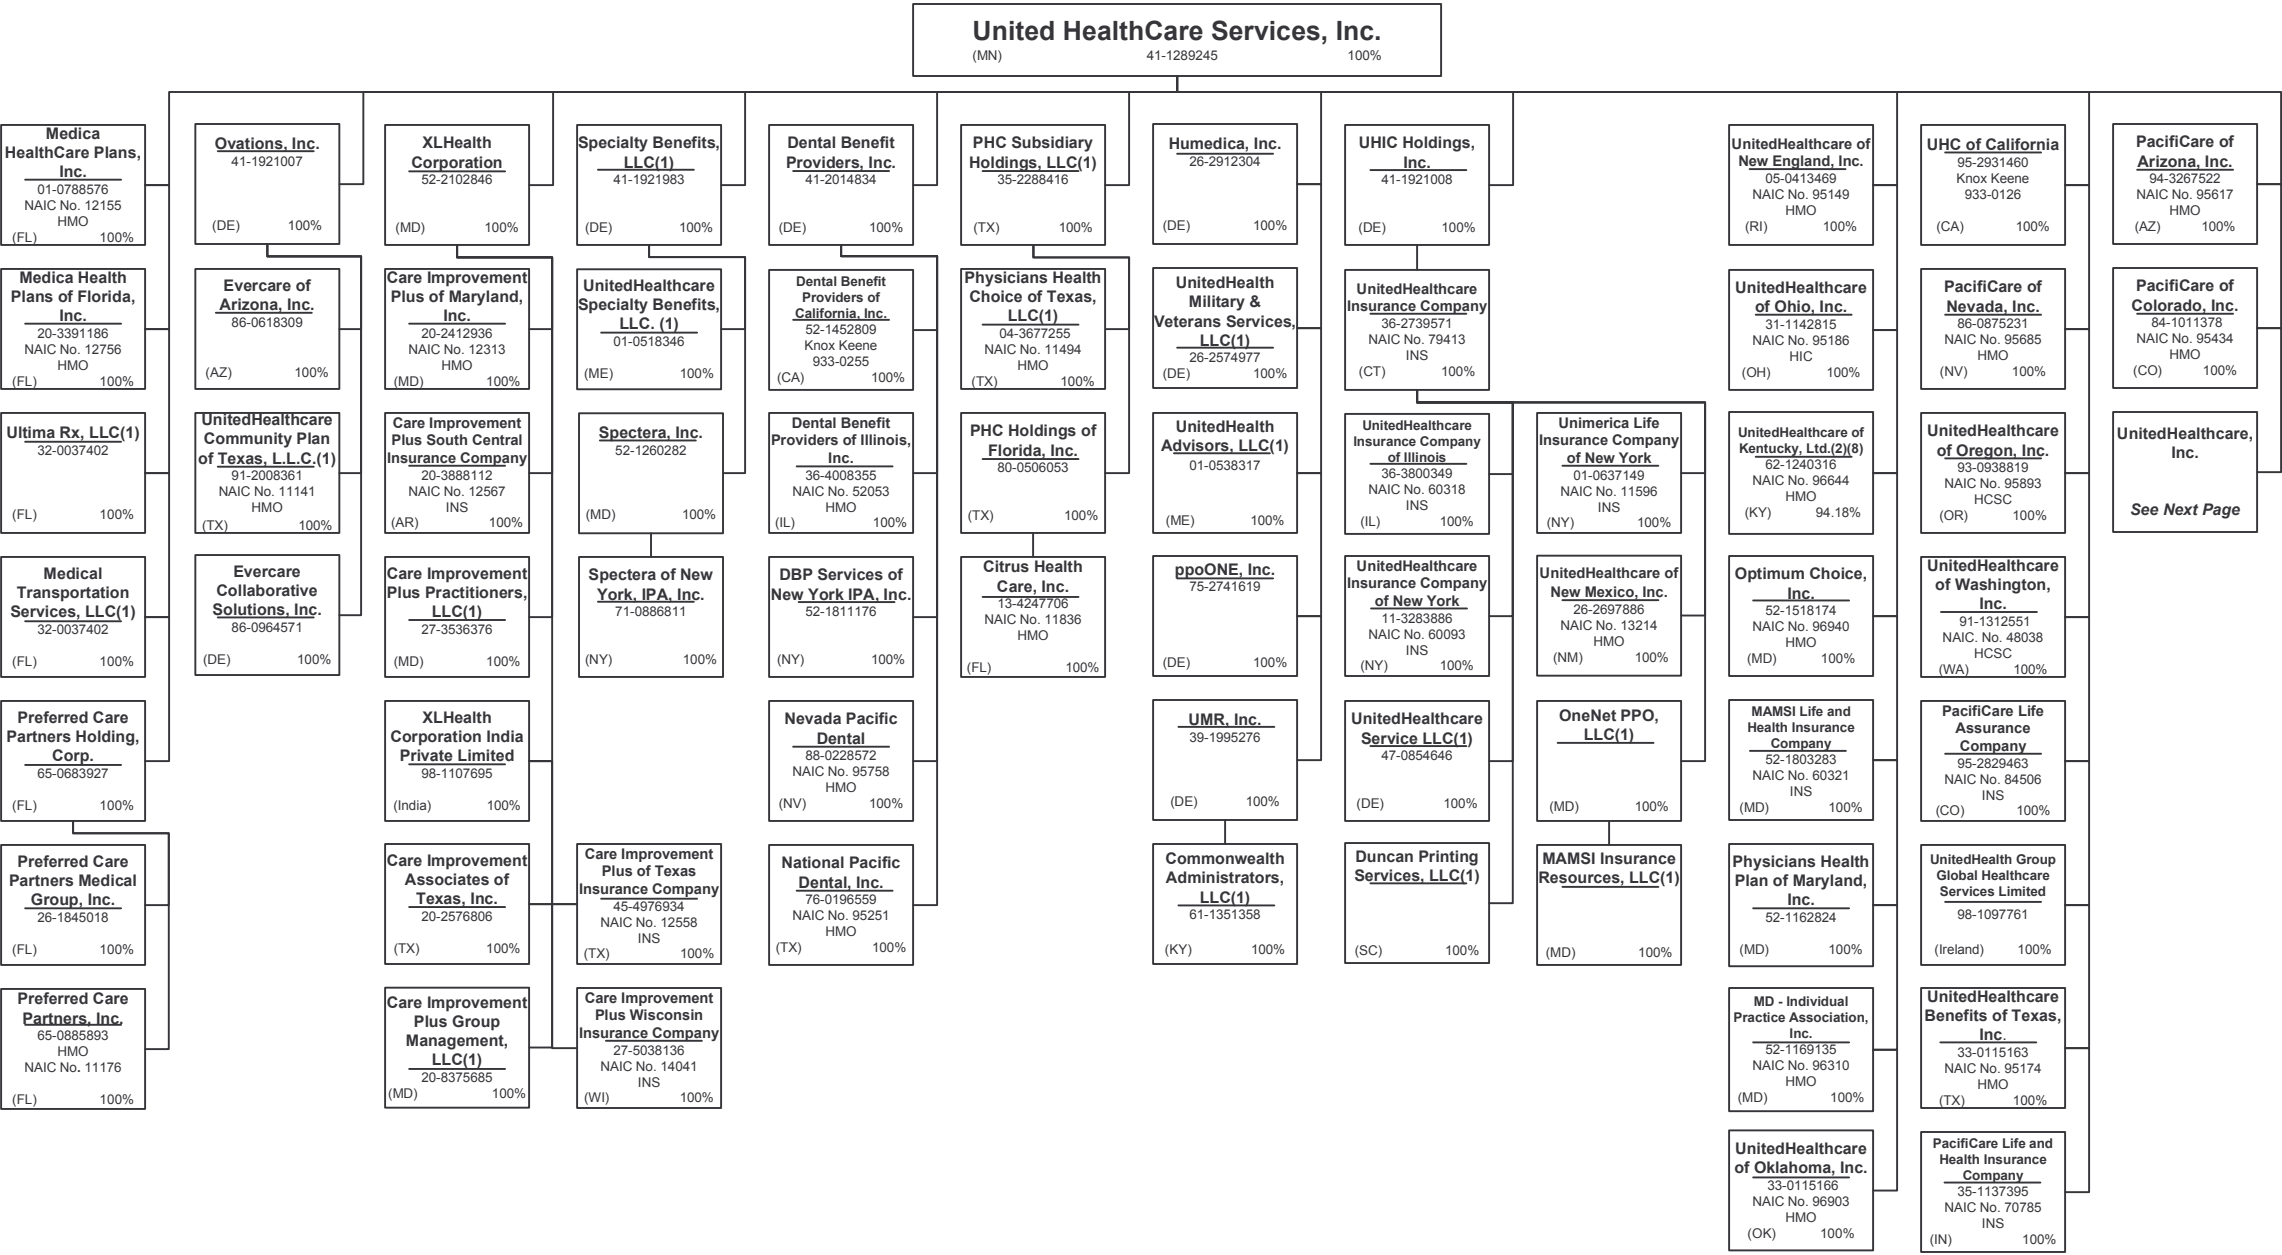 United HealthCare Services, Inc.
(MN) 41-1289245 100%
Medica
HealthCare Plans,
Inc.
01-0788576
NAIC No. 12155
HMO
(FL) 100%
Medica Health
Plans of Florida,
Inc.
20-3391186
NAIC No. 12756
HMO
(FL) 100%
Ultima Rx, LLC(1)
32-0037402
(FL) 100%
Medical
Transportation
Services, LLC(1)
32-0037402
(FL) 100%
Preferred Care
Partners Holding,
Corp.
65-0683927
(FL) 100%
Preferred Care
Partners Medical
Group, Inc.
26-1845018
(FL) 100%
Preferred Care
Partners, Inc.
65-0885893
HMO
NAIC No. 11176
(FL) 100%
Ovations, Inc.
41-1921007
(DE) 100%
Evercare of
Arizona, Inc.
86-0618309
(AZ) 100%
UnitedHealthcare
Community Plan
of Texas, L.L.C.(1)
91-2008361
NAIC No. 11141
HMO
(TX) 100%
Evercare
Collaborative
Solutions, Inc.
86-0964571
(DE) 100%
XLHealth
Corporation
52-2102846
(MD) 100%
Care Improvement
Plus of Maryland,
Inc.
20-2412936
NAIC No. 12313
HMO
(MD) 100%
Care Improvement
Plus South Central
Insurance Company
20-3888112
NAIC No. 12567
INS
(AR) 100%
Care Improvement
Plus Practitioners,
LLC(1)
27-3536376
(MD) 100%
XLHealth
Corporation India
Private Limited
98-1107695
(India) 100%
Care Improvement
Associates of
Texas, Inc.
20-2576806
(TX) 100%
Care Improvement
Plus Group
Management,
LLC(1)
20-8375685
(MD) 100%
Specialty Benefits,
LLC(1)
41-1921983
(DE) 100%
UnitedHealthcare
Specialty Benefits,
LLC. (1)
01-0518346
(ME) 100%
Spectera, Inc.
52-1260282
(MD) 100%
Spectera of New
York, IPA, Inc.
71-0886811
(NY) 100%
Care Improvement
Plus of Texas
Insurance Company
45-4976934
NAIC No. 12558
INS
(TX) 100%
Care Improvement
Plus Wisconsin
Insurance Company
27-5038136
NAIC No. 14041
INS
(WI) 100%
Dental Benefit
Providers, Inc.
41-2014834
(DE) 100%
Dental Benefit
Providers of
California, Inc.
52-1452809
Knox Keene
933-0255
(CA) 100%
Dental Benefit
Providers of Illinois,
Inc.
36-4008355
NAIC No. 52053
HMO
(IL) 100%
DBP Services of
New York IPA, Inc.
52-1811176
(NY) 100%
Nevada Pacific
Dental
88-0228572
NAIC No. 95758
HMO
(NV) 100%
National Pacific
Dental, Inc.
76-0196559
NAIC No. 95251
HMO
(TX) 100%
PHC Subsidiary
Holdings, LLC(1)
35-2288416
(TX) 100%
Physicians Health
Choice of Texas,
LLC(1)
04-3677255
NAIC No. 11494
HMO
(TX) 100%
PHC Holdings of
Florida, Inc.
80-0506053
(TX) 100%
Citrus Health
Care, Inc.
13-4247706
NAIC No. 11836
HMO
(FL) 100%
Humedica, Inc.
26-2912304
(DE) 100%
UnitedHealth
Military &
Veterans Services,
LLC(1)
26-2574977
(DE) 100%
UnitedHealth
Advisors, LLC(1)
01-0538317
(ME) 100%
ppoONE, Inc.
75-2741619
(DE) 100%
UMR, Inc.
39-1995276
(DE) 100%
Commonwealth
Administrators,
LLC(1)
61-1351358
(KY) 100%
UHIC Holdings,
Inc.
41-1921008
(DE) 100%
UnitedHealthcare
Insurance Company
36-2739571
NAIC No. 79413
INS
(CT) 100%
UnitedHealthcare
Insurance Company
of Illinois
36-3800349
NAIC No. 60318
INS
(IL) 100%
UnitedHealthcare
Insurance Company
of New York
11-3283886
NAIC No. 60093
INS
(NY) 100%
UnitedHealthcare
Service LLC(1)
47-0854646
(DE) 100%
Duncan Printing
Services, LLC(1)
(SC) 100%
Unimerica Life
Insurance Company
of New York
01-0637149
NAIC No. 11596
INS
(NY) 100%
UnitedHealthcare of
New Mexico, Inc.
26-2697886
NAIC No. 13214
HMO
(NM) 100%
OneNet PPO,
LLC(1)
(MD) 100%
MAMSI Insurance
Resources, LLC(1)
(MD) 100%
UnitedHealthcare of
New England, Inc.
05-0413469
NAIC No. 95149
HMO
(RI) 100%
UnitedHealthcare
of Ohio, Inc.
31-1142815
NAIC No. 95186
HIC
(OH) 100%
UnitedHealthcare of
Kentucky, Ltd.(2)(8)
62-1240316
NAIC No. 96644
HMO
(KY) 94.18%
Optimum Choice,
Inc.
52-1518174
NAIC No. 96940
HMO
(MD) 100%
MAMSI Life and
Health Insurance
Company
52-1803283
NAIC No. 60321
INS
(MD) 100%
Physicians Health
Plan of Maryland,
Inc.
52-1162824
(MD) 100%
MD - Individual
Practice Association,
Inc.
52-1169135
NAIC No. 96310
HMO
(MD) 100%
UnitedHealthcare
of Oklahoma, Inc.
33-0115166
NAIC No. 96903
HMO
(OK) 100%
UHC of California
95-2931460
Knox Keene
933-0126
(CA) 100%
PacifiCare of
Nevada, Inc.
86-0875231
NAIC No. 95685
HMO
(NV) 100%
UnitedHealthcare
of Oregon, Inc.
93-0938819
NAIC No. 95893
HCSC
(OR) 100%
UnitedHealthcare
of Washington,
Inc.
91-1312551
NAIC. No. 48038
HCSC
(WA) 100%
PacifiCare Life
Assurance
Company
95-2829463
NAIC No. 84506
INS
(CO) 100%
UnitedHealth Group
Global Healthcare
Services Limited
98-1097761
(Ireland) 100%
UnitedHealthcare
Benefits of Texas,
Inc.
33-0115163
NAIC No. 95174
HMO
(TX) 100%
PacifiCare Life and
Health Insurance
Company
35-1137395
NAIC No. 70785
INS
(IN) 100%
PacifiCare of
Arizona, Inc.
94-3267522
NAIC No. 95617
HMO
(AZ) 100%
PacifiCare of
Colorado, Inc.
84-1011378
NAIC No. 95434
HMO
(CO) 100%
UnitedHealthcare,
Inc.
See Next Page